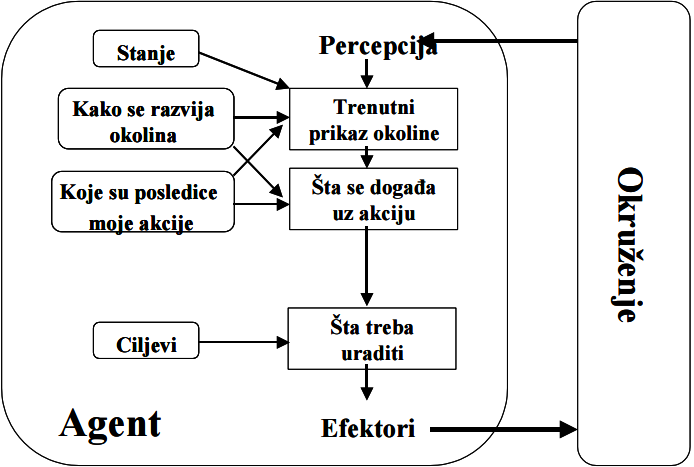 Stanje
Percepcija
Kako se razvija
okolina
Trenutni
prikaz okoline
Koje su posledice
moje akcije
Šta se događa
uz akciju
Ciljevi
Šta treba
uraditi
Agent
Efektori
Okruženje